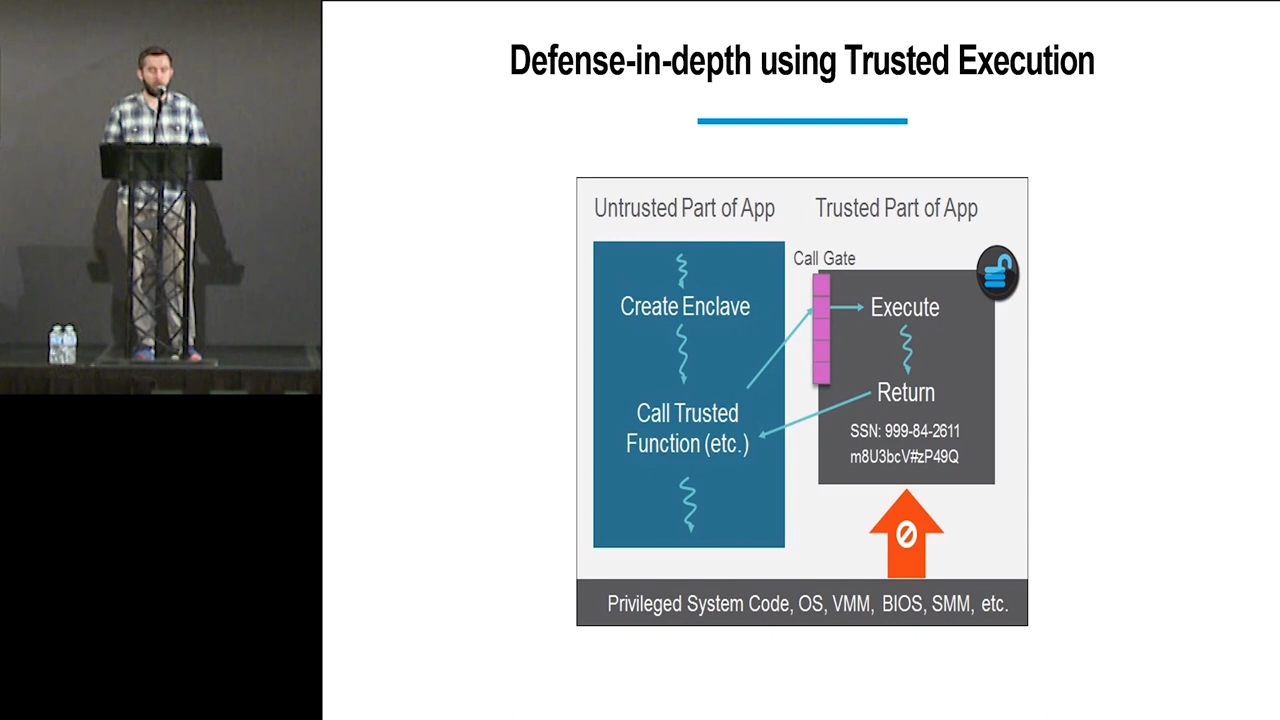 Defense-in-depth using Trusted Execution
Untrusted Part of App
Trusted Part of App
Call Gate
Create Enclave
Execute
Call Trusted
Function (etc.)
Return
SSN: 999-84-2611
m8U3bcV#zP49Q
Privileged System Code, OS, VMM, BIOS, SMM, etc.